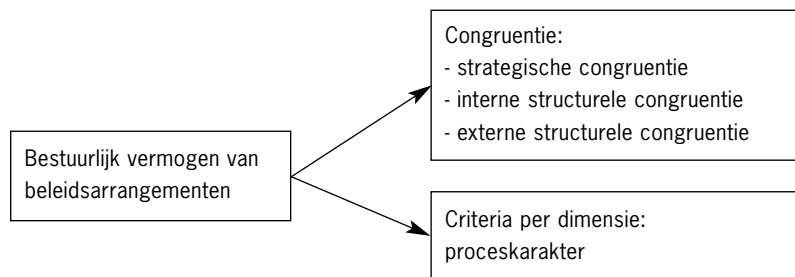 Congruentie:
- strategische congruentie
- interne structurele congruentie
- externe structurele congruentie
Bestuurlijk vermogen van
beleidsarrangementen
Criteria per dimensie:
proceskarakter